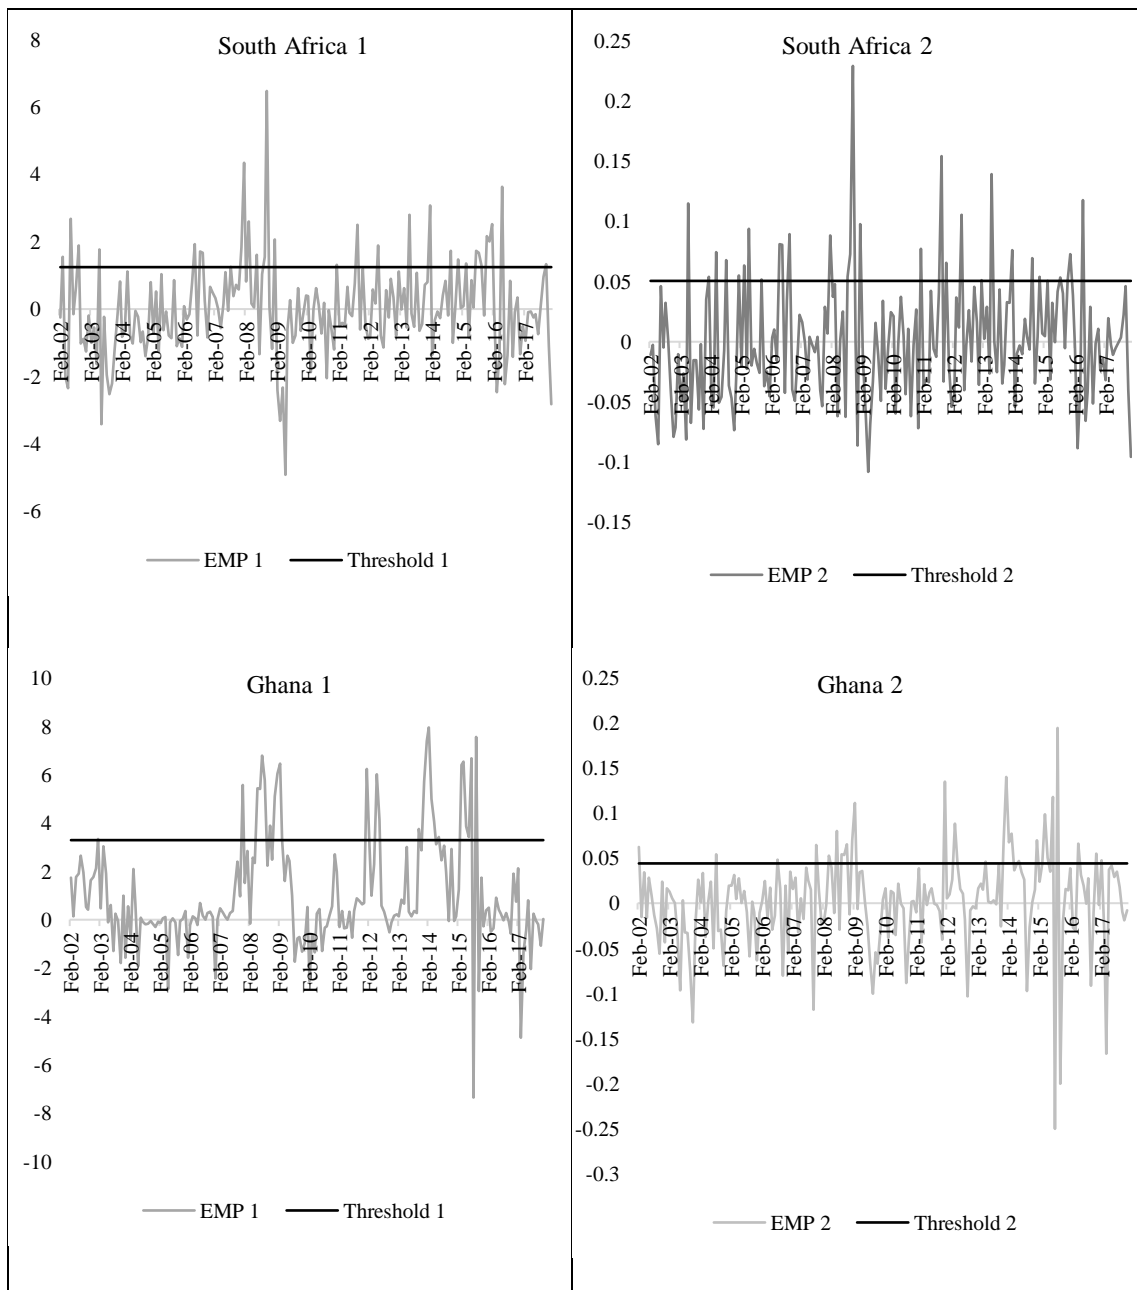 South Africa 1
8
6
4
2
0
-2
-4
-6
Feb-02
Feb-03
Feb-04
Feb-05
Feb-06
Feb-07
Feb-08
Feb-09
Feb-10
Feb-11
Feb-12
Feb-13
Feb-14
Feb-15
Feb-16
Feb-17
EMP 1 Threshold 1
South Africa 2
0.25
0.2
0.15
0.1
0.05
0
-0.05
-0.1
-0.15
Feb-02
Feb-03
Feb-04
Feb-05
Feb-06
Feb-07
Feb-08
Feb-09
Feb-10
Feb-11
Feb-12
Feb-13
Feb-14
Feb-15
Feb-16
Feb-17
EMP 2 Threshold 2
Ghana 1
10
8
6
4
2
0
-2
-4
-6
-8
-10
Feb-02
Feb-03
Feb-04
Feb-05
Feb-06
Feb-07
Feb-08
Feb-09
Feb-10
Feb-11
Feb-12
Feb-13
Feb-14
Feb-15
Feb-16
Feb-17
EMP 1 Threshold 1
Ghana 2
0.25
0.2
0.15
0.1
0.05
0
-0.05
-0.1
-0.15
-0.2
-0.25
-0.3
Feb-02
Feb-03
Feb-04
Feb-05
Feb-06
Feb-07
Feb-08
Feb-09
Feb-10
Feb-11
Feb-12
Feb-13
Feb-14
Feb-15
Feb-16
Feb-17
EMP 2 Threshold 2